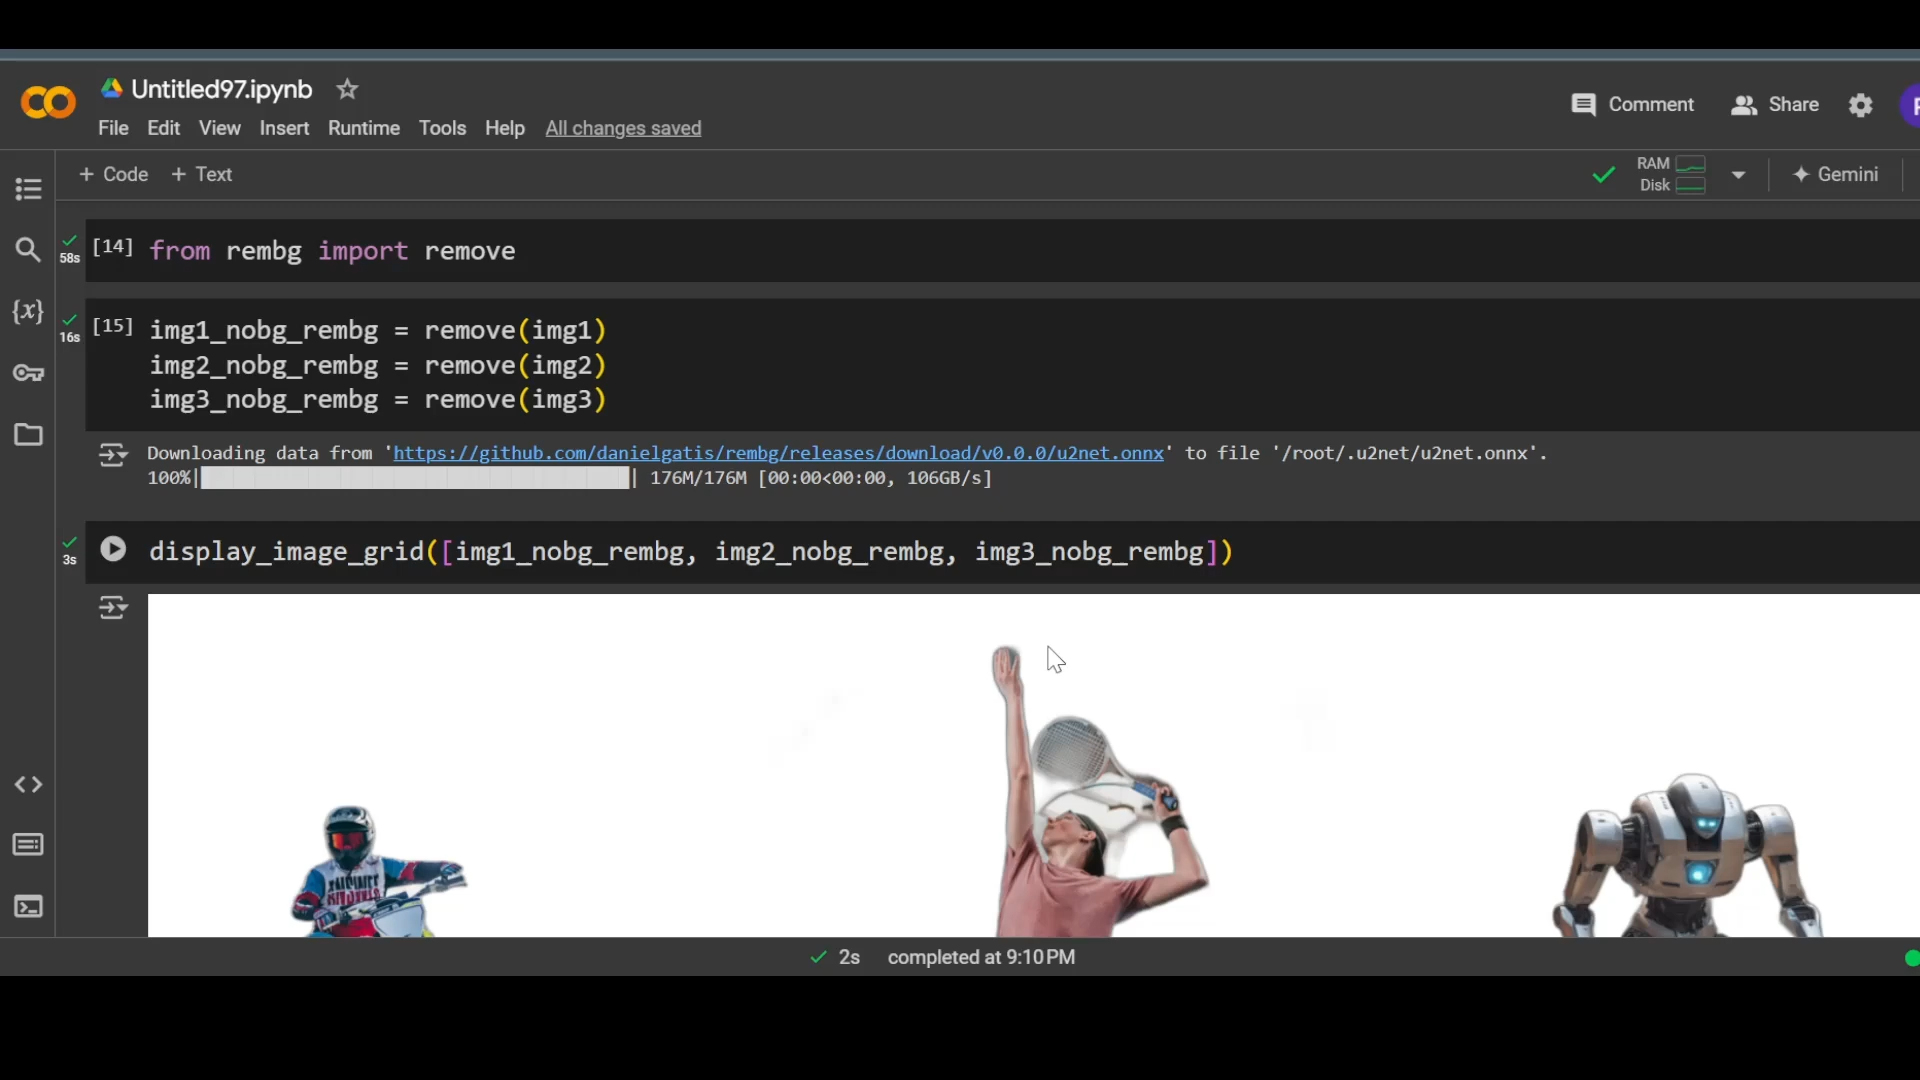 Untitled97.ipynb
File Edit View Insert Runtime Tools Help All changes saved
Comment Share
+ Code + Text
RAM
Disk
Gemini
58s [14] from rembg import remove
16s [15] img1_nobg_rembg = remove(img1)
img2_nobg_rembg = remove(img2)
img3_nobg_rembg = remove(img3)
Downloading data from 'https://github.com/danielgatis/rembg/releases/download/v0.0.0/u2net.onnx' to file '/root/.u2net/u2net.onnx'.
100%| | 176M/176M [00:00<00:00, 106GB/s]
3s display_image_grid([img1_nobg_rembg, img2_nobg_rembg, img3_nobg_rembg])
2s completed at 9:10 PM